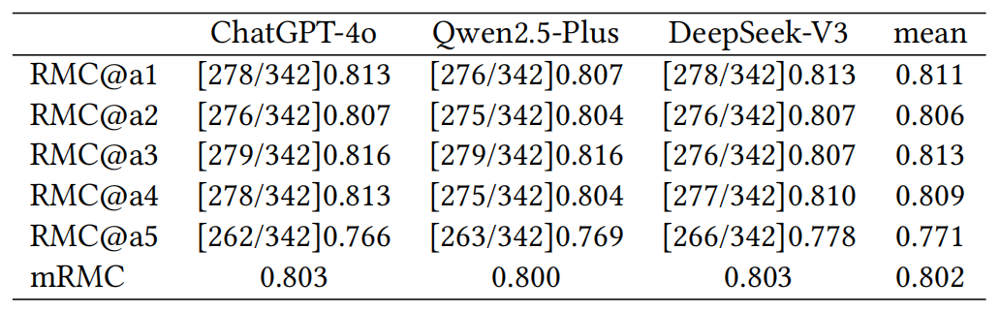 ChatGPT-4o Qwen2.5-Plus DeepSeek-V3 mean
RMC@a1 [278/342]0.813 [276/342]0.807 [278/342]0.813 0.811
RMC@a2 [276/342]0.807 [275/342]0.804 [276/342]0.807 0.806
RMC@a3 [279/342]0.816 [279/342]0.816 [276/342]0.807 0.813
RMC@a4 [278/342]0.813 [275/342]0.804 [277/342]0.810 0.809
RMC@a5 [262/342]0.766 [263/342]0.769 [266/342]0.778 0.771
mRMC 0.803 0.800 0.803 0.802